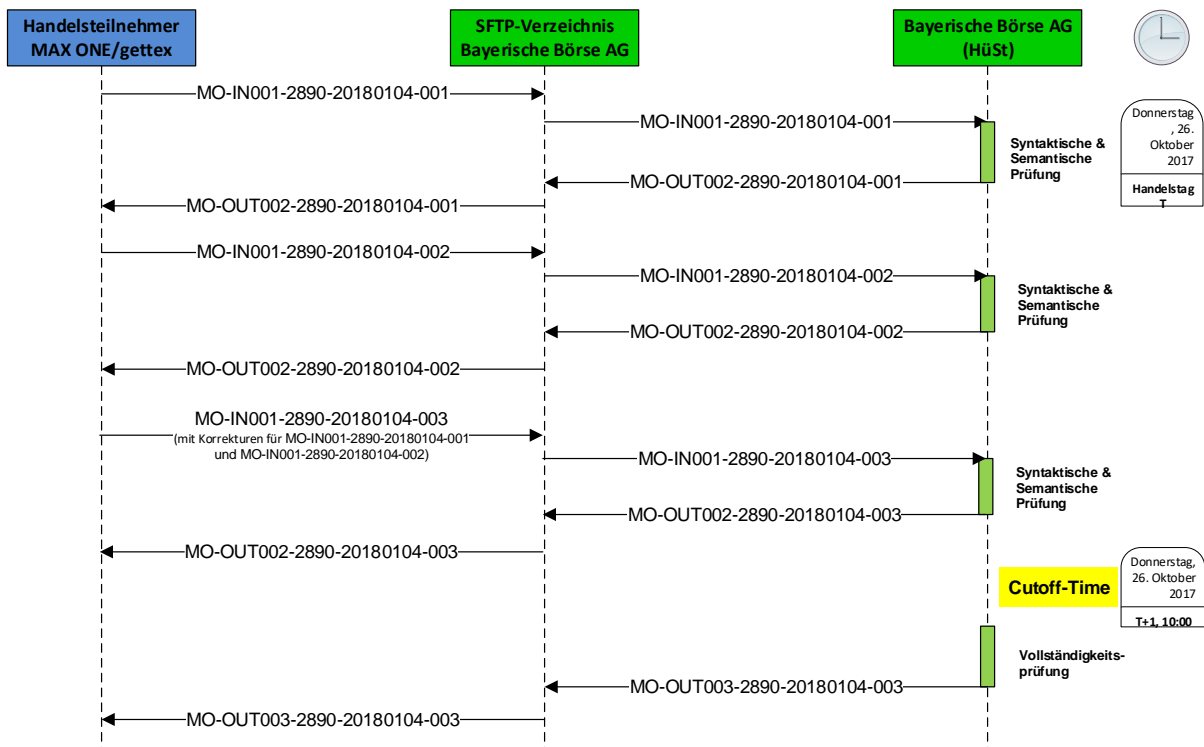 Handelsteilnehmer
MAX ONE/gettex
SFTP-Verzeichnis
Bayerische Börse AG
Bayerische Börse AG
(HüSt)
MO-IN001-2890-20180104-001
MO-IN001-2890-20180104-001
Syntaktische &
Semantische
Prüfung
Donnerstag
, 26.
Oktober
2017
Handelstag
T
MO-OUT002-2890-20180104-001
MO-OUT002-2890-20180104-001
MO-IN001-2890-20180104-002
MO-IN001-2890-20180104-002
Syntaktische &
Semantische
Prüfung
MO-OUT002-2890-20180104-002
MO-OUT002-2890-20180104-002
MO-IN001-2890-20180104-003
(mit Korrekturen für MO-IN001-2890-20180104-001
und MO-IN001-2890-20180104-002)
MO-IN001-2890-20180104-003
Syntaktische &
Semantische
Prüfung
MO-OUT002-2890-20180104-003
MO-OUT002-2890-20180104-003
Cutoff-Time
Donnerstag,
26. Oktober
2017
T+1, 10:00
Vollständigkeits-
prüfung
MO-OUT003-2890-20180104-003
MO-OUT003-2890-20180104-003